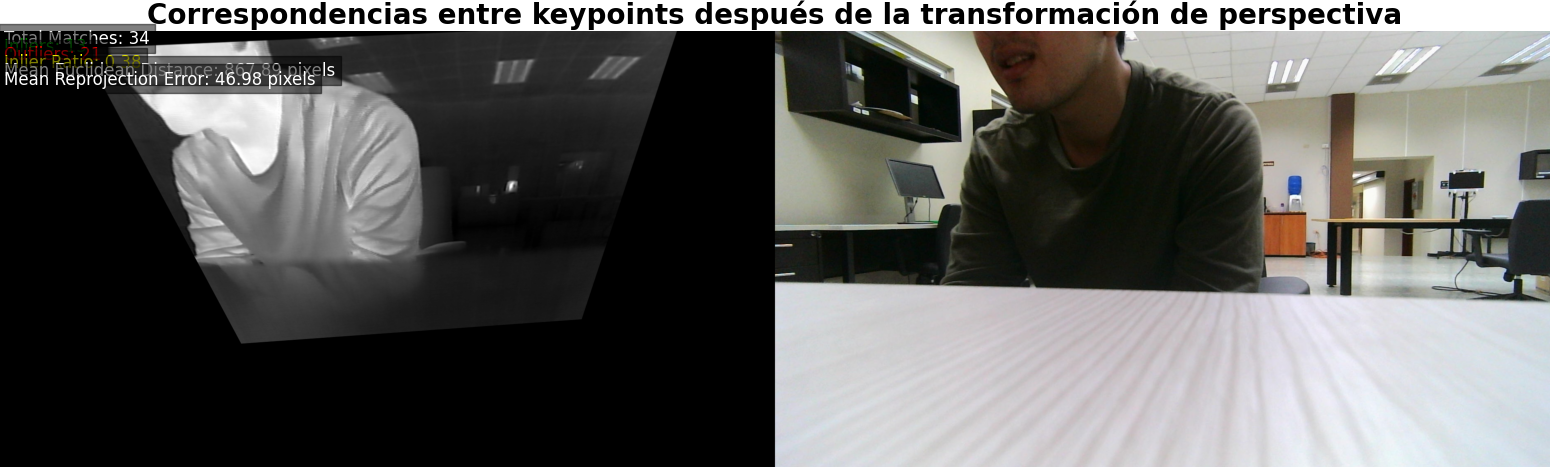 Correspondencias entre keypoints después de la transformación de perspectiva
Total Matches: 34
Outliers: 21
Inlier Ratio: 0.38
Mean Euclidean Distance: 867.89 pixels
Mean Reprojection Error: 46.98 pixels